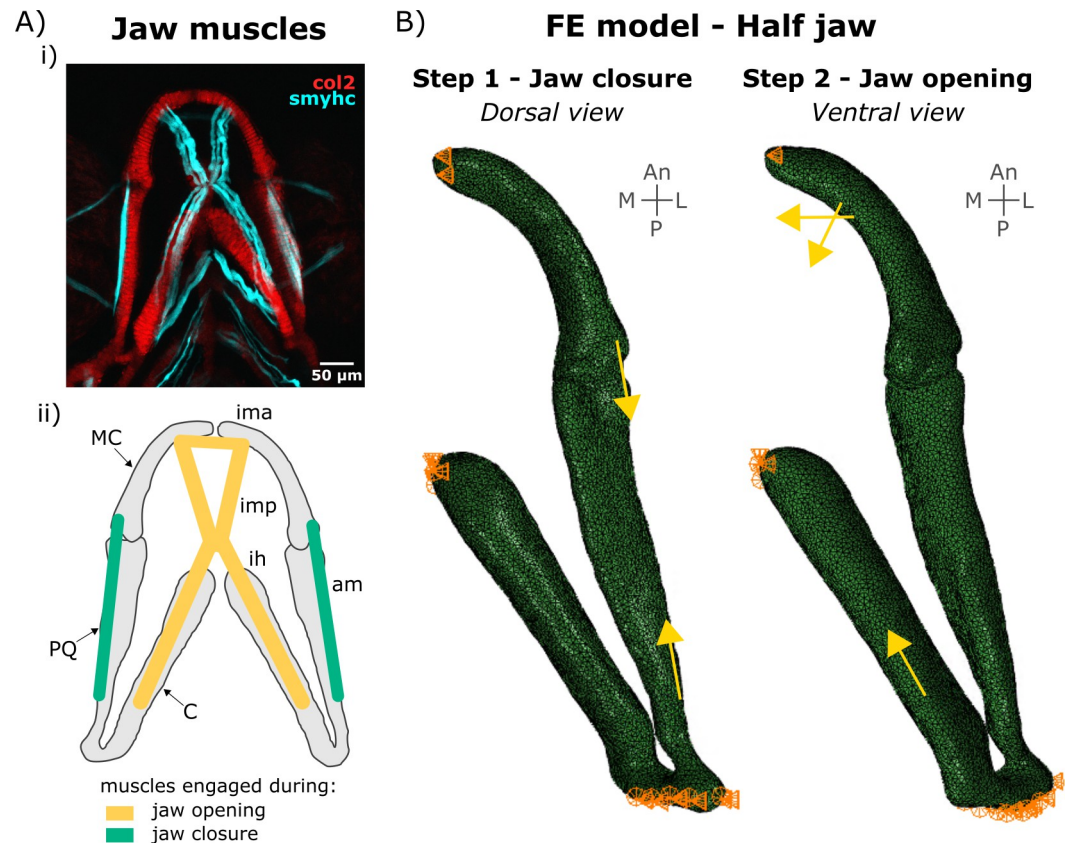 A)
Jaw muscles
i)
col2
smyhc
50 µm
ii)
ima
MC
imp
ih
am
PQ
C
muscles engaged during:
jaw opening
jaw closure
B)
FE model - Half jaw
Step 1 - Jaw closure
Dorsal view
An
M L
P
Step 2 - Jaw opening
Ventral view
An
M L
P